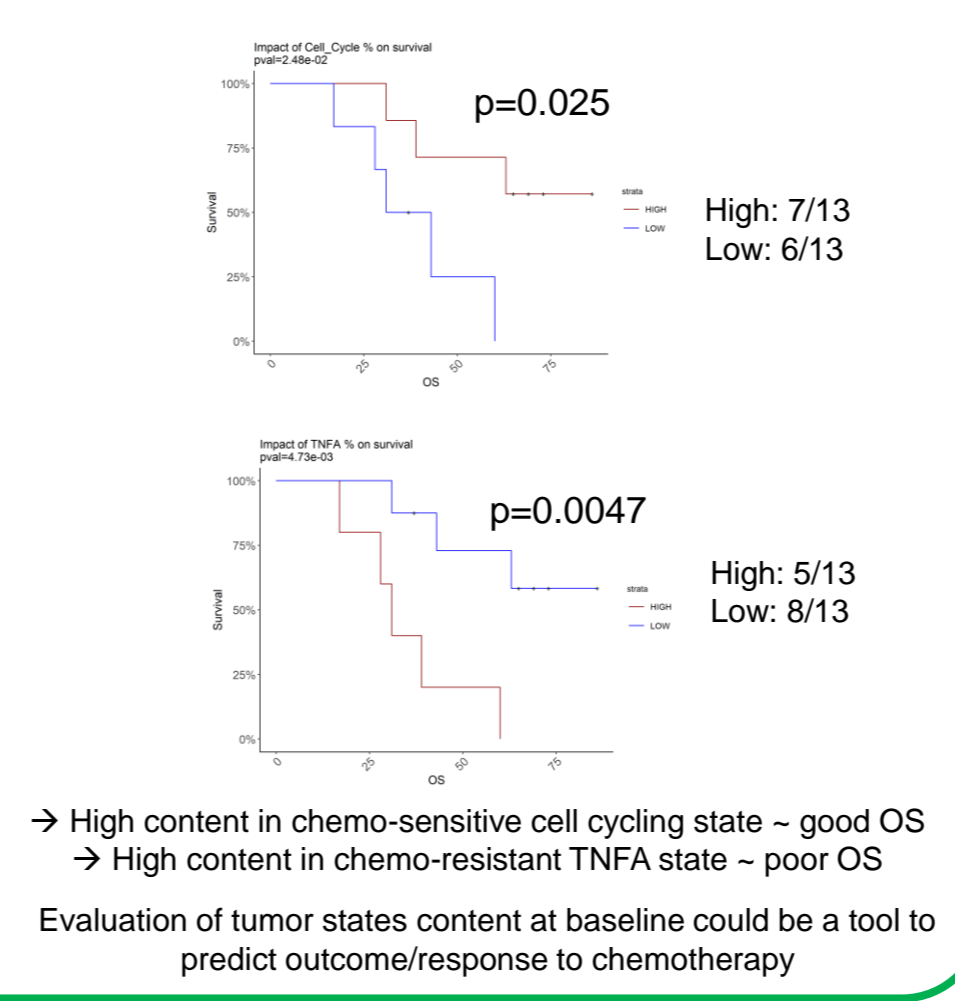 Impact of Cell_Cycle % on survival
pval=2.48e-02
p=0.025
100%
75%
50%
25%
0%
Survival
0
25
50
75
OS
strata
HIGH
LOW
High: 7/13
Low: 6/13
Impact of TNFA % on survival
pval=4.73e-03
p=0.0047
100%
75%
50%
25%
0%
Survival
0
25
50
75
OS
strata
HIGH
LOW
High: 5/13
Low: 8/13
→ High content in chemo-sensitive cell cycling state ~ good OS
→ High content in chemo-resistant TNFA state ~ poor OS
Evaluation of tumor states content at baseline could be a tool to
predict outcome/response to chemotherapy